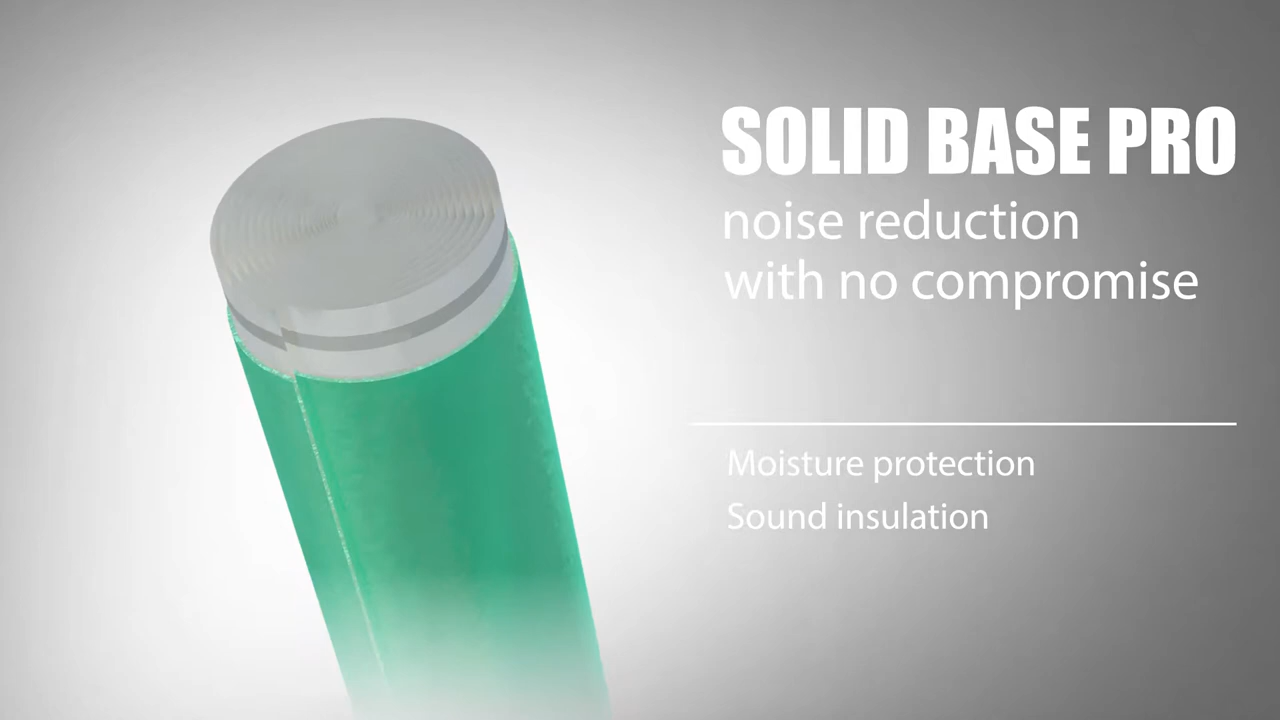 SOLID BASE PRO
noise reduction
with no compromise
Moisture protection
Sound insulation